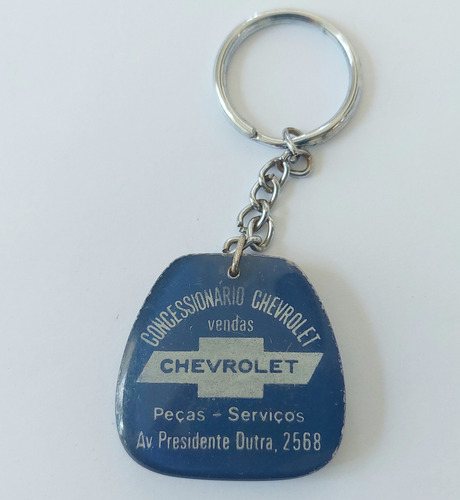 CONCESSIONÁRIO CHEVROLET
vendas
CHEVROLET
Peças - Serviços
Av. Presidente Dutra, 2568